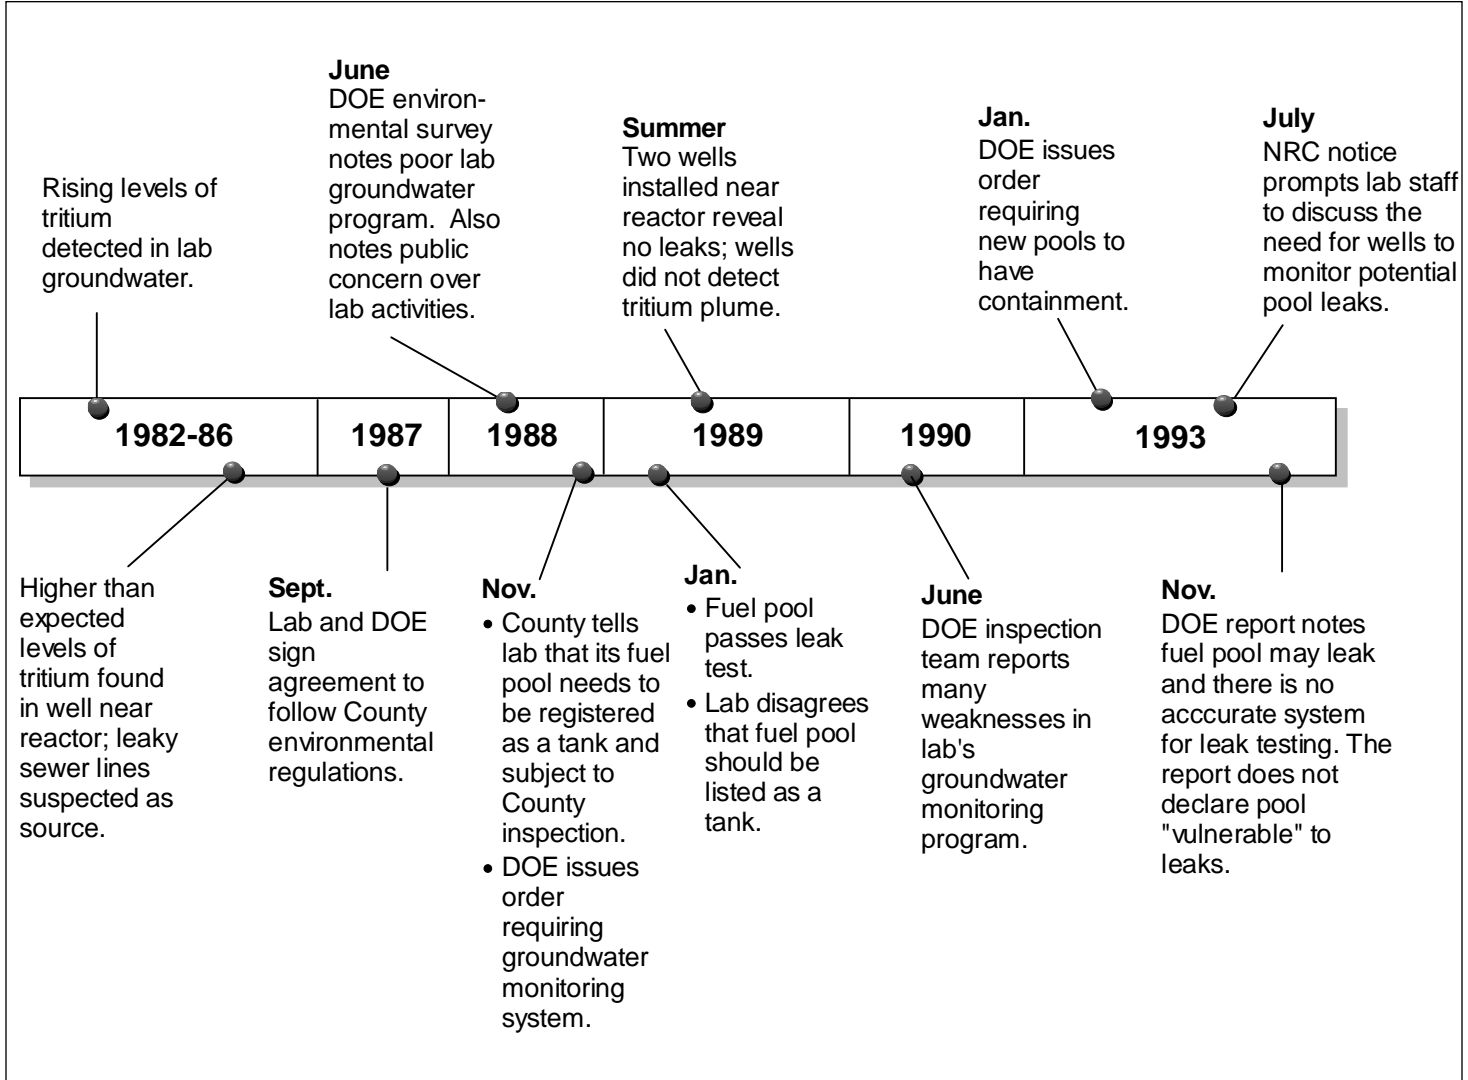 Rising levels of
tritium
detected in lab
groundwater.
June
DOE environ-
mental survey
notes poor lab
groundwater
program.  Also
notes public
concern over
lab activities.
Summer
Two wells
installed near
reactor reveal
no leaks; wells
did not detect
tritium plume.
Jan.
DOE issues
order
requiring
new pools to
have
containment.
July
NRC notice
prompts lab staff
to discuss the
need for wells to
monitor potential
pool leaks.
1982-86 1987 1988 1989 1990 1993
Higher than
expected
levels of
tritium found
in well near
reactor; leaky
sewer lines
suspected as
source.
Sept.
Lab and DOE
sign
agreement to
follow County
environmental
regulations.
Nov.
• County tells
lab that its fuel
pool needs to
be registered
as a tank and
subject to
County
inspection.
• DOE issues
order
requiring
groundwater
monitoring
system.
Jan.
• Fuel pool
passes leak
test.
• Lab disagrees
that fuel pool
should be
listed as a
tank.
June
DOE inspection
team reports
many
weaknesses in
lab's
groundwater
monitoring
program.
Nov.
DOE report notes
fuel pool may leak
and there is no
acccurate system
for leak testing. The
report does not
declare pool
"vulnerable" to
leaks.